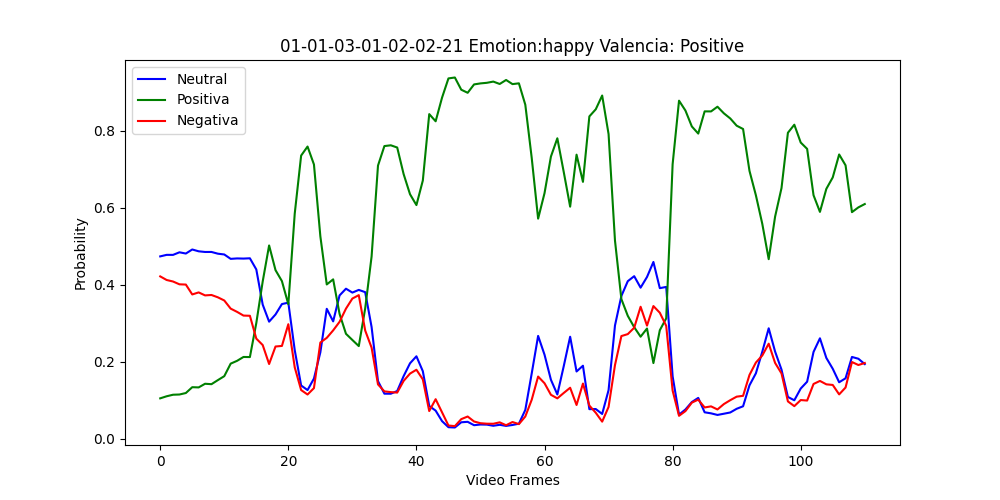 01-01-03-01-02-02-21 Emotion:happy Valencia: Positive
Neutral
Positiva
Negativa
Probability
0.8
0.6
0.4
0.2
0.0
0 20 40 60 80 100
Video Frames